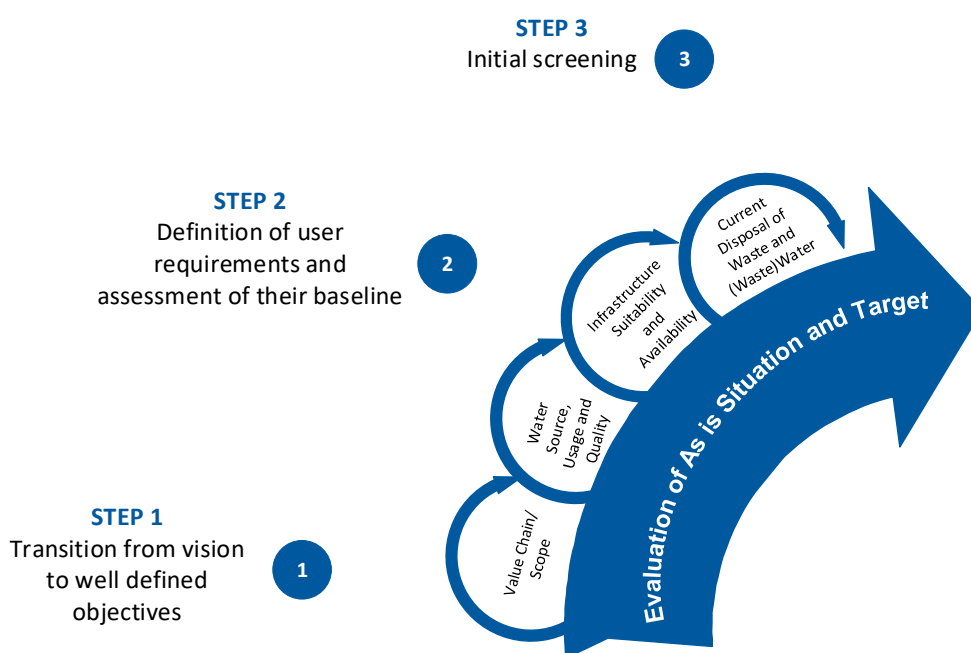 STEP 3
Initial screening
3
STEP 2
Definition of user
requirements and
assessment of their baseline
2
STEP 1
Transition from vision
to well defined
objectives
1
Value Chain/
Scope
Water
Source,
Usage and
Quality
Infrastructure
Suitability
and
Availability
Current
Disposal of
Waste and
(Waste)Water
Evaluation of As is Situation and Target